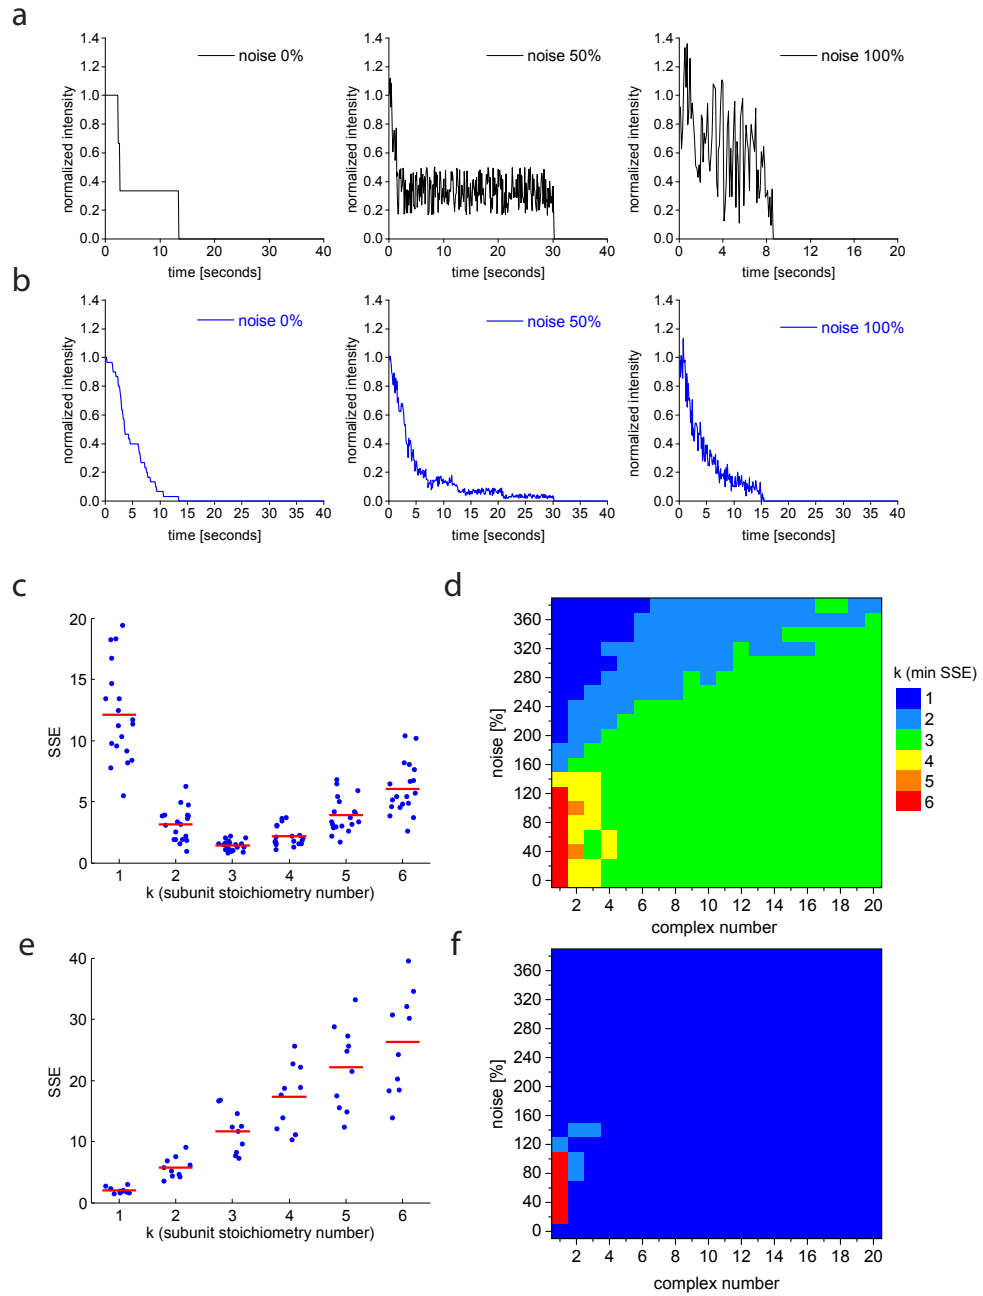 a
noise 0%
noise 50%
noise 100%
normalized intensity
normalized intensity
normalized intensity
1.4
1.2
1.0
0.8
0.6
0.4
0.2
0.0
1.4
1.2
1.0
0.8
0.6
0.4
0.2
0.0
1.4
1.2
1.0
0.8
0.6
0.4
0.2
0.0
0 10 20 30 40
0 10 20 30 40
0 4 8 12 16 20
time [seconds]
time [seconds]
time [seconds]
b
noise 0%
noise 50%
noise 100%
normalized intensity
normalized intensity
normalized intensity
1.4
1.2
1.0
0.8
0.6
0.4
0.2
0.0
1.4
1.2
1.0
0.8
0.6
0.4
0.2
0.0
1.4
1.2
1.0
0.8
0.6
0.4
0.2
0.0
0 5 10 15 20 25 30 35 40
0 5 10 15 20 25 30 35 40
0 5 10 15 20 25 30 35 40
time [seconds]
time [seconds]
time [seconds]
c
SSE
20
15
10
5
0
1 2 3 4 5 6
k (subunit stoichiometry number)
d
noise [%]
360
320
280
240
200
160
120
80
40
0
2 4 6 8 10 12 14 16 18 20
complex number
k (min SSE)
1
2
3
4
5
6
e
SSE
40
30
20
10
0
1 2 3 4 5 6
k (subunit stoichiometry number)
f
noise [%]
360
320
280
240
200
160
120
80
40
0
2 4 6 8 10 12 14 16 18 20
complex number